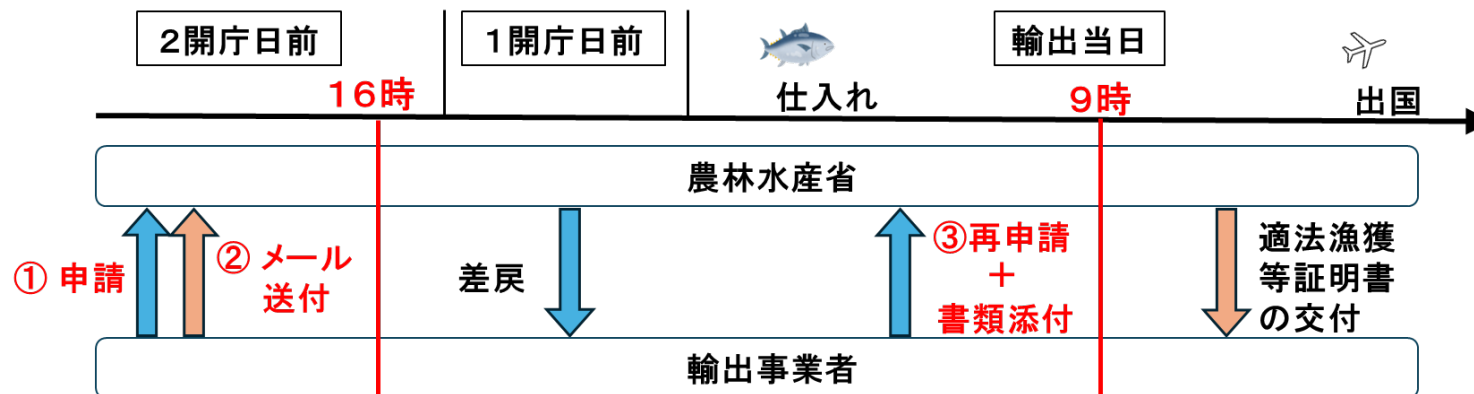 2開庁日前
1開庁日前
輸出当日
16時
仕入れ
9時
出国
農林水産省
① 申請
② メール
送付
差戻
③再申請
+
書類添付
適法漁獲
等証明書
の交付
輸出事業者